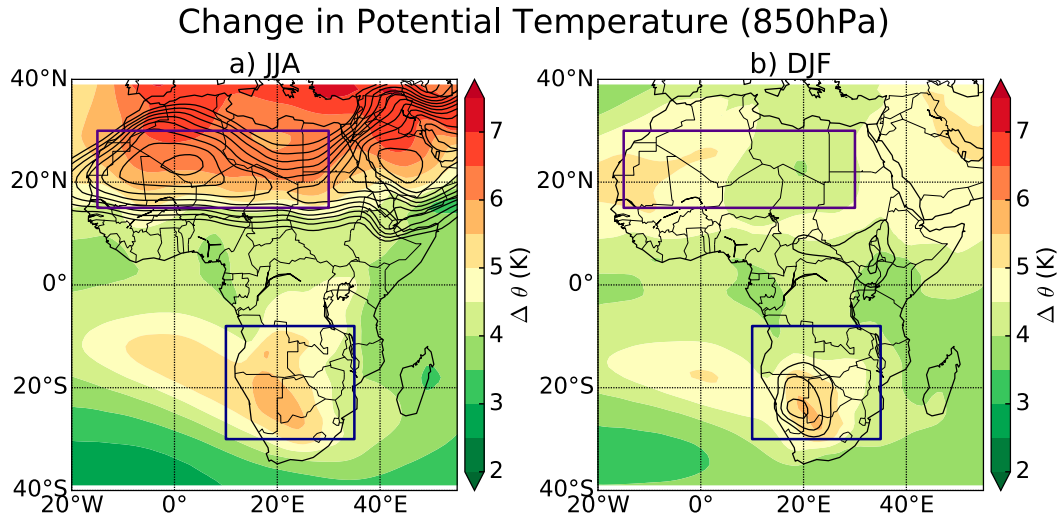 Change in Potential Temperature (850hPa)
a) JJA
b) DJF
40°N
20°N
0°
20°S
40°S
20°W
0°E
20°E
40°E
7
6
5
4
3
2
Δ θ (K)
40°N
20°N
0°
20°S
40°S
20°W
0°E
20°E
40°E
7
6
5
4
3
2
Δ θ (K)